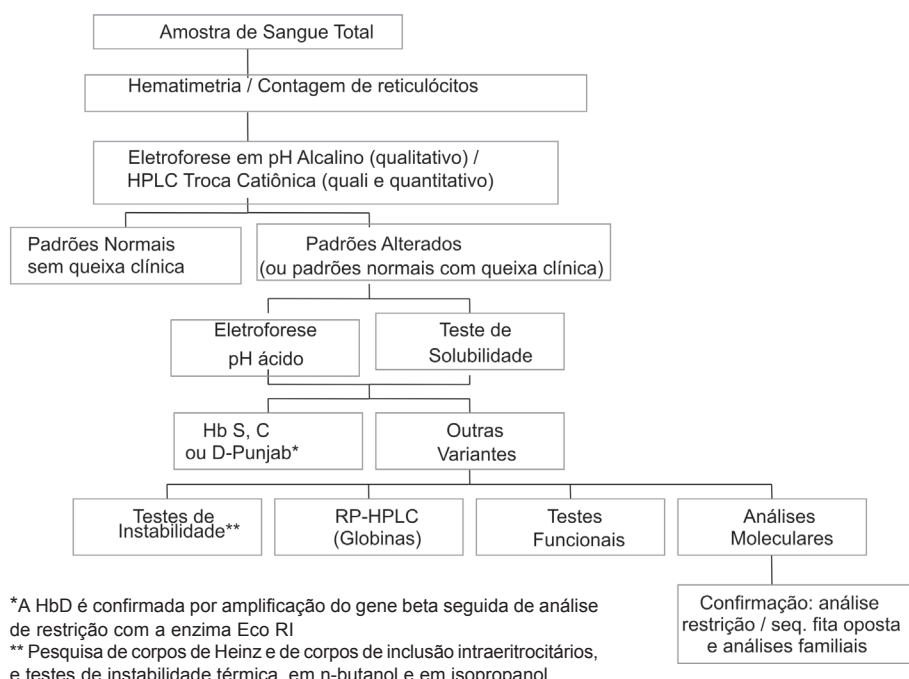 Amostra de Sangue Total
Hematimetria / Contagem de reticulócitos
Eletroforese em pH Alcalino (qualitativo) /
HPLC Troca Catiônica (quali e quantitativo)
Padrões Normais
sem queixa clínica
Padrões Alterados
(ou padrões normais com queixa clínica)
Eletroforese
pH ácido
Teste de
Solubilidade
Hb S, C
ou D-Punjab*
Outras
Variantes
Testes de
Instabilidade**
RP-HPLC
(Globinas)
Testes
Funcionais
Análises
Moleculares
Confirmação: análise
restrição / seq. fita oposta
e análises familiais
*A HbD é confirmada por amplificação do gene beta seguida de análise
de restrição com a enzima Eco RI
** Pesquisa de corpos de Heinz e de corpos de inclusão intraeritrocitários,
e testes de instabilidade térmica, em n-butanol e em isopropanol